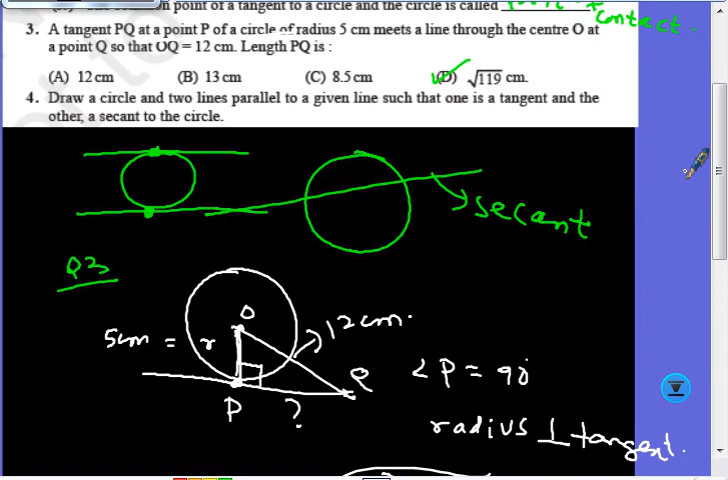 point of a tangent to a circle and the circle is called
contact.
3. A tangent PQ at a point P of a circle of radius 5 cm meets a line through the centre O at
a point Q so that OQ = 12 cm. Length PQ is :
(A) 12 cm (B) 13 cm (C) 8.5 cm (D) √119 cm.
4. Draw a circle and two lines parallel to a given line such that one is a tangent and the
other, a secant to the circle.
secant
Q3
O
12cm.
5cm = r
Q
<P = 90°
P
?
radius ⊥ tangent.